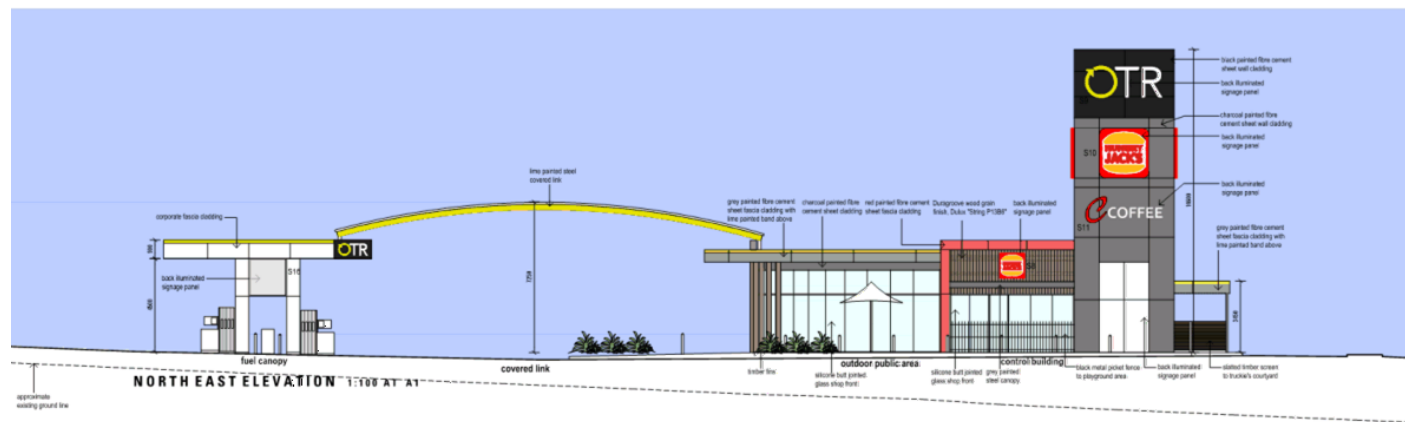 OTR
black painted fibre cement
sheet wall cladding
back illuminated
signage panel
charcoal painted fibre
cement sheet wall cladding
back illuminated
signage panel
S10
HUNGRY
JACK'S
lime painted steel
covered link
back illuminated
signage panel
COFFEE
S11
grey painted fibre cement
sheet fascia cladding with
lime painted band above
charcoal painted fibre
cement sheet cladding
red painted fibre cement
sheet fascia cladding
Duragroove wood grain
back illuminated
signage panel
grey painted fibre cement
sheet fascia cladding with
lime painted band above
corporate fascia cladding
OTR
back illuminated
signage panel
S16
7250
fuel canopy
covered link
timber fins
outdoor public area
silicone butt jointed
glass shop front
silicone butt jointed
glass shop front
grey painted
steel canopy
control building
black metal picket fence
to playground area
back illuminated
signage panel
slatted timber screen
to truckie's courtyard
NORTH EAST ELEVATION 1:100 AT A1
approximate
existing ground line